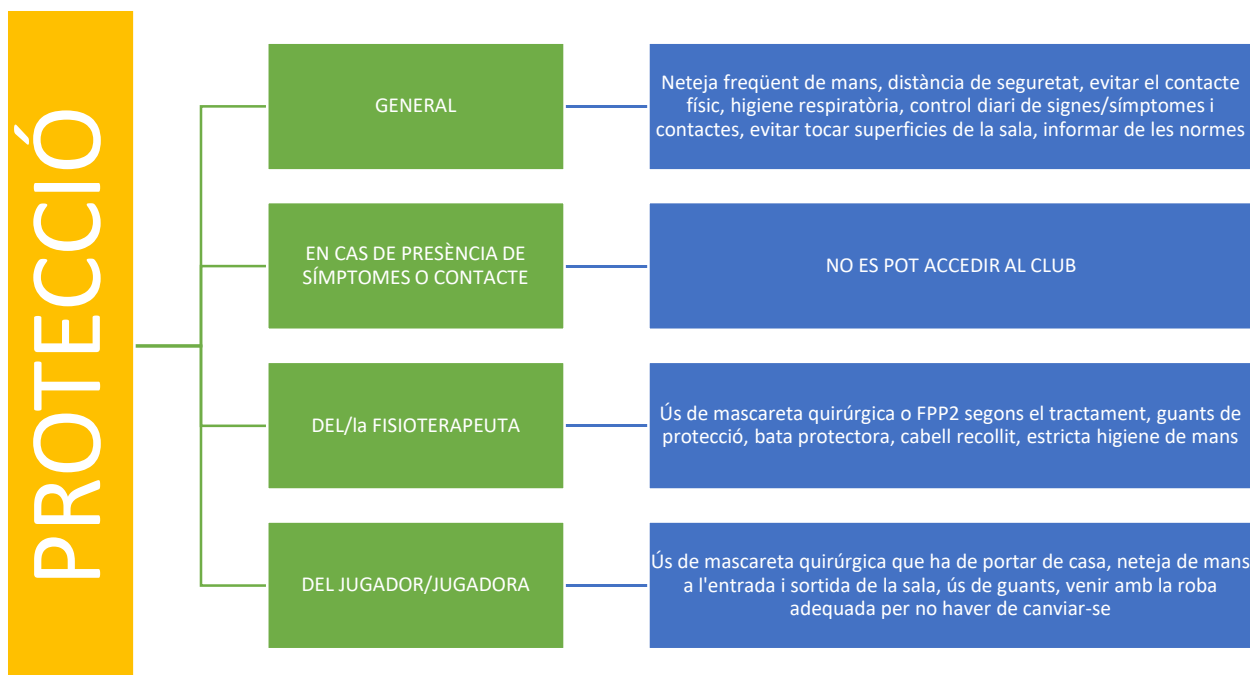 PROTECCIÓ
GENERAL
Neteja freqüent de mans, distància de seguretat, evitar el contacte
físic, higiene respiratòria, control diari de signes/símptomes i
contactes, evitar tocar superficies de la sala, informar de les normes
EN CAS DE PRESÈNCIA DE
SÍMPTOMES O CONTACTE
NO ES POT ACCEDIR AL CLUB
DEL/la FISIOTERAPEUTA
Ús de mascareta quirúrgica o FPP2 segons el tractament, guants de
protecció, bata protectora, cabell recollit, estricta higiene de mans
DEL JUGADOR/JUGADORA
Ús de mascareta quirúrgica que ha de portar de casa, neteja de mans
a l'entrada i sortida de la sala, ús de guants, venir amb la roba
adequada per no haver de canviar-se